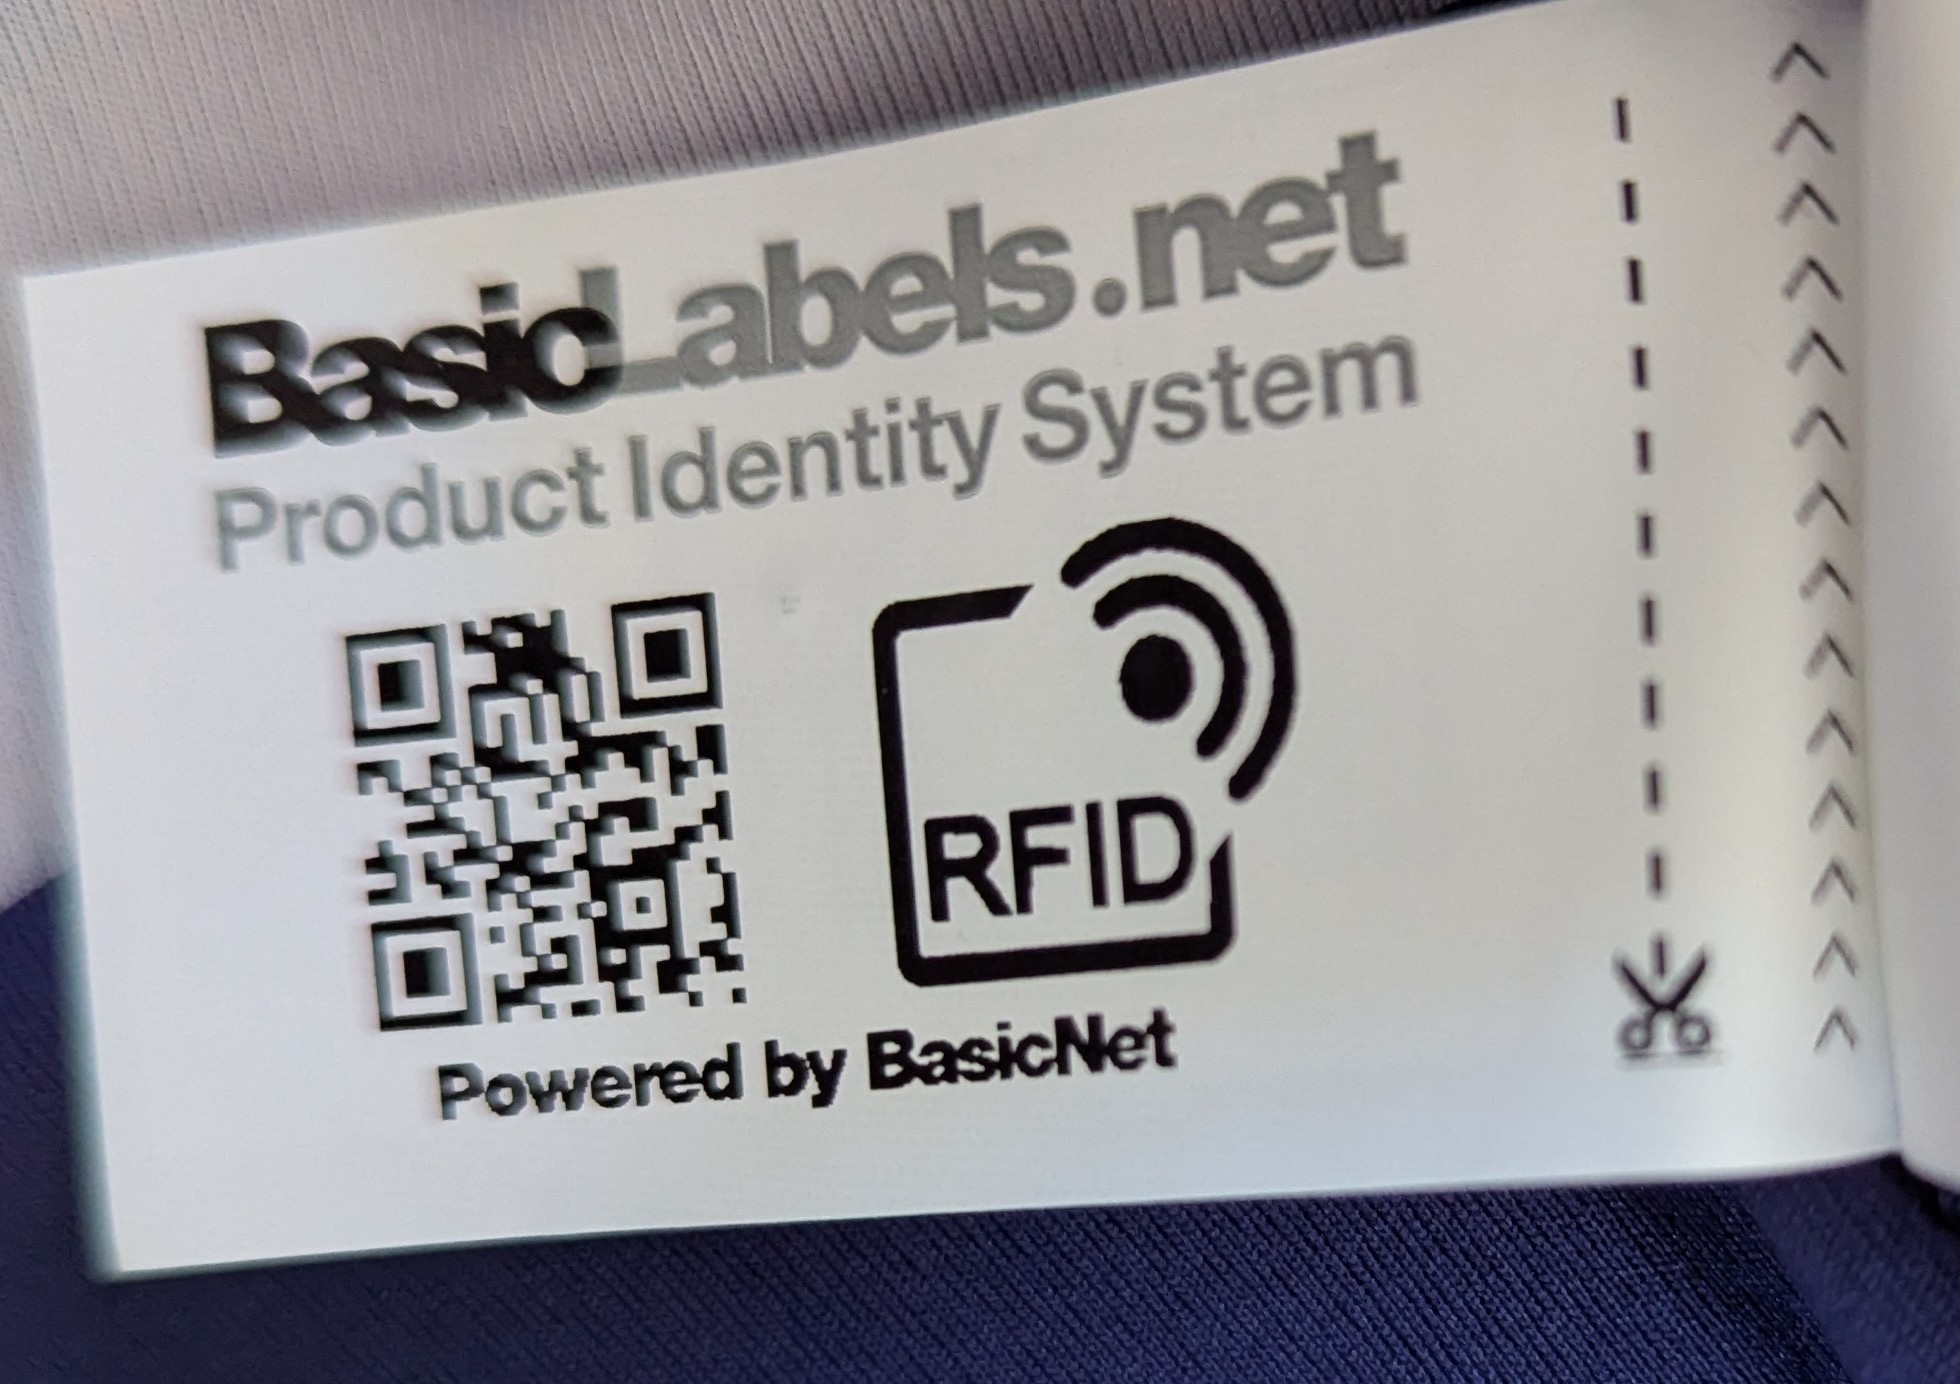 BasicLabels.net
Product Identity System
RFID
Powered by BasicNet